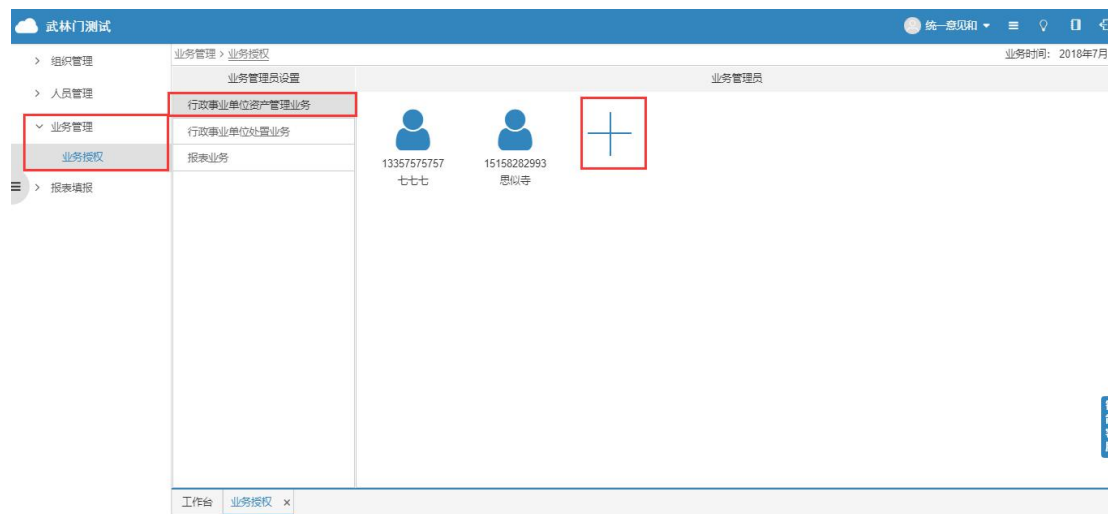 武林门测试
统一意见和
组织管理
人员管理
业务管理
业务授权
报表填报
业务管理 > 业务授权
业务时间: 2018年7月
业务管理员设置
业务管理员
行政事业单位资产管理业务
行政事业单位处置业务
报表业务
13357575757
七七七
15158282993
思似寺
工作台
业务授权 ×